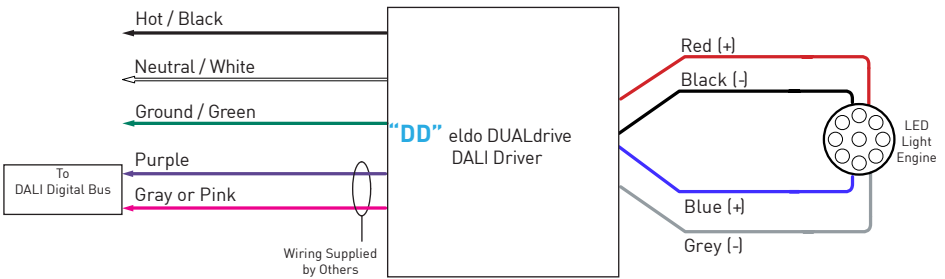 Hot / Black
Neutral / White
Ground / Green
Purple
Gray or Pink
To
DALI Digital Bus
Wiring Supplied
by Others
"DD" eldo DUALdrive
DALI Driver
Red (+)
Black (-)
Blue (+)
Grey (-)
LED
Light
Engine